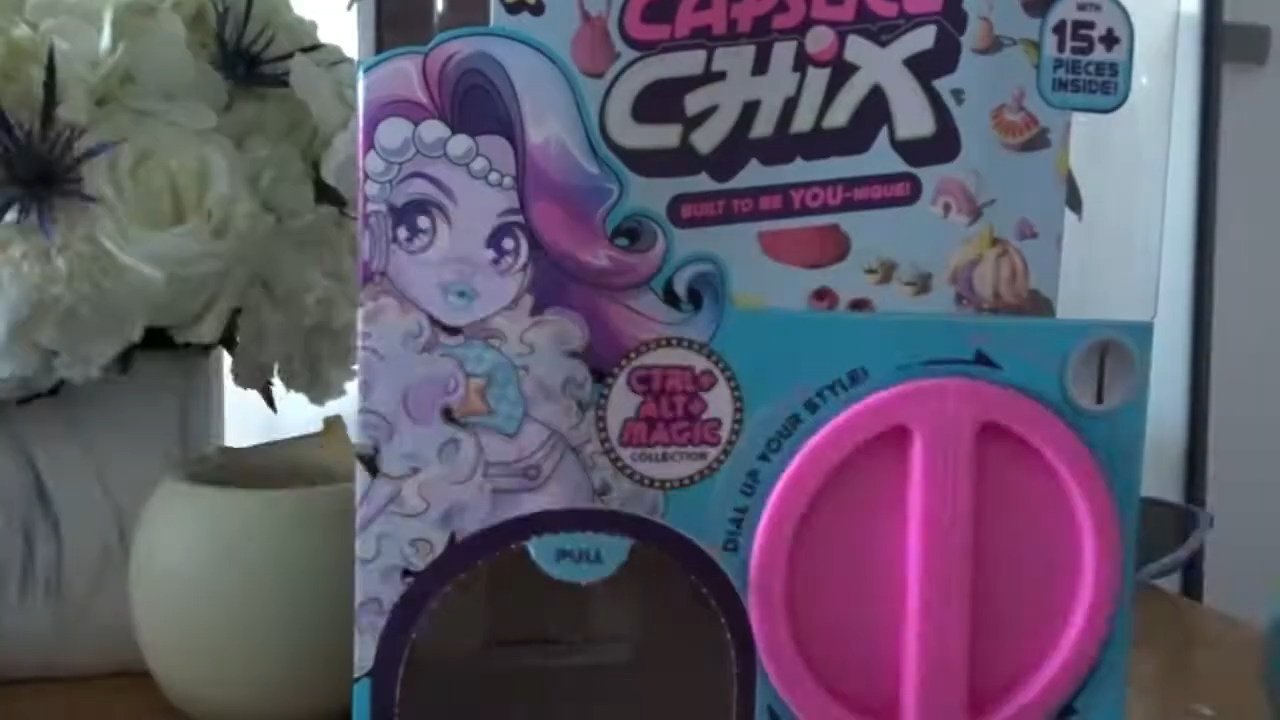 CAPSULE
CHiX
WITH
15+
PIECES
INSIDE!
BUILT TO BE YOU-NIQUE!
CTRL+
ALT+
MAGIC
COLLECTION
DIAL UP YOUR STYLE!
PULL